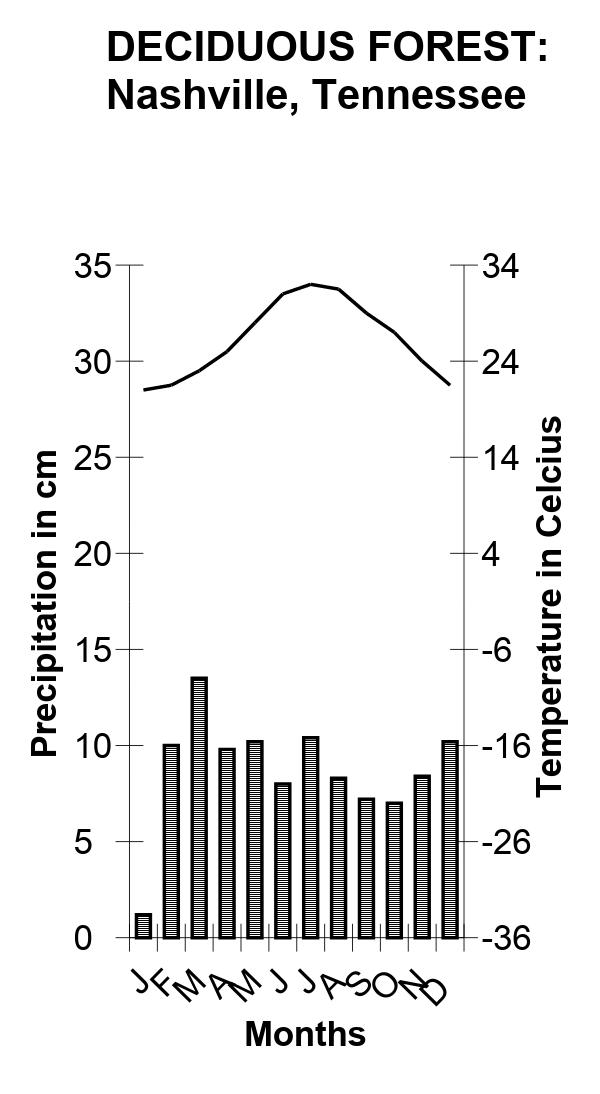 DECIDUOUS FOREST:
Nashville, Tennessee
35
30
25
20
15
10
5
0
Precipitation in cm
34
24
14
4
-6
-16
-26
-36
Temperature in Celcius
J F M A M J J A S O N D
Months